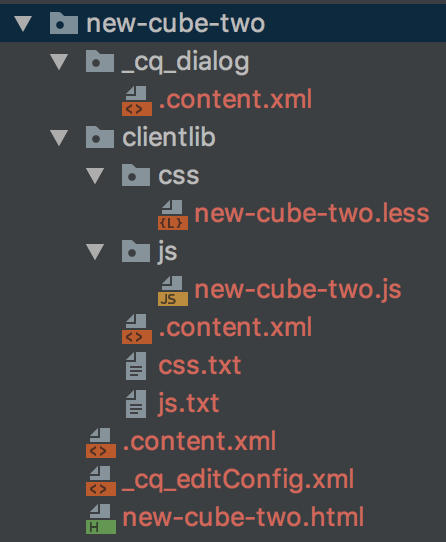 new-cube-two
_cq_dialog
.content.xml
clientlib
css
new-cube-two.less
js
new-cube-two.js
.content.xml
css.txt
js.txt
.content.xml
_cq_editConfig.xml
new-cube-two.html